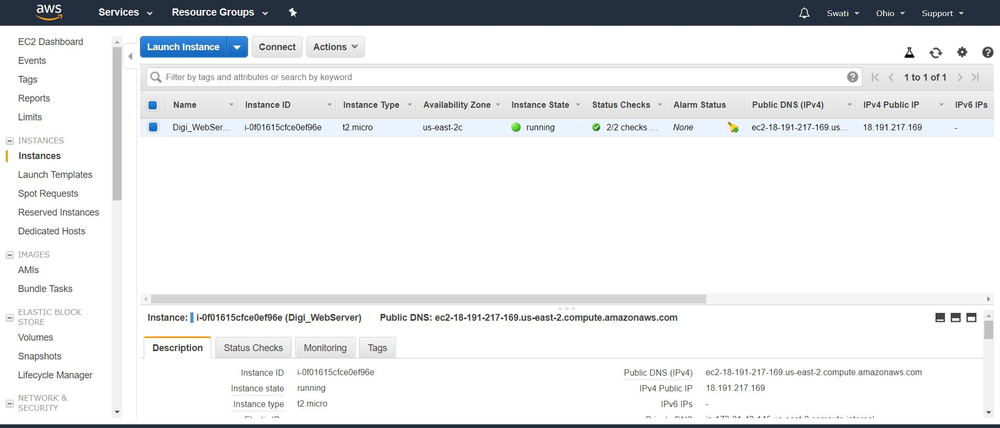 aws Services Resource Groups Swati Ohio Support
EC2 Dashboard
Events
Tags
Reports
Limits
INSTANCES
Instances
Launch Templates
Spot Requests
Reserved Instances
Dedicated Hosts
IMAGES
AMIs
Bundle Tasks
ELASTIC BLOCK
STORE
Volumes
Snapshots
Lifecycle Manager
NETWORK &
SECURITY
Launch Instance Connect Actions
Filter by tags and attributes or search by keyword 1 to 1 of 1
Name Instance ID Instance Type Availability Zone Instance State Status Checks Alarm Status Public DNS (IPv4) IPv4 Public IP IPv6 IPs
Digi_WebSer... i-0f01615cfce0ef96e t2.micro us-east-2c running 2/2 checks ... None ec2-18-191-217-169.us... 18.191.217.169 -
Instance: i-0f01615cfce0ef96e (Digi_WebServer) Public DNS: ec2-18-191-217-169.us-east-2.compute.amazonaws.com
Description Status Checks Monitoring Tags
Instance ID i-0f01615cfce0ef96e Public DNS (IPv4) ec2-18-191-217-169.us-east-2.compute.amazonaws.com
Instance state running IPv4 Public IP 18.191.217.169
Instance type t2.micro IPv6 IPs -